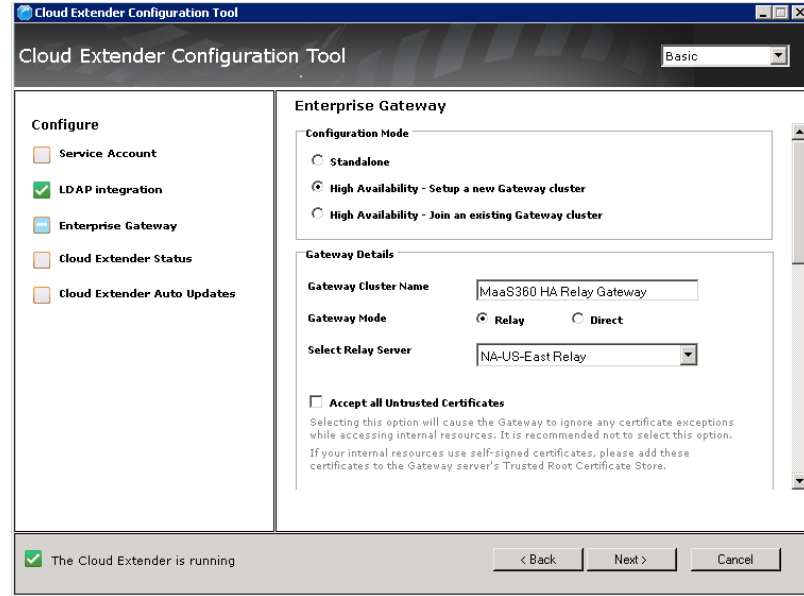 Cloud Extender Configuration Tool
Cloud Extender Configuration Tool
Basic
Configure
Service Account
LDAP integration
Enterprise Gateway
Cloud Extender Status
Cloud Extender Auto Updates
Enterprise Gateway
Configuration Mode
Standalone
High Availability - Setup a new Gateway cluster
High Availability - Join an existing Gateway cluster
Gateway Details
Gateway Cluster Name
MaaS360 HA Relay Gateway
Gateway Mode
Relay
Direct
Select Relay Server
NA-US-East Relay
Accept all Untrusted Certificates
Selecting this option will cause the Gateway to ignore any certificate exceptions
while accessing internal resources. It is recommended not to select this option.
If your internal resources use self-signed certificates, please add these
certificates to the Gateway server's Trusted Root Certificate Store.
The Cloud Extender is running
< Back
Next >
Cancel